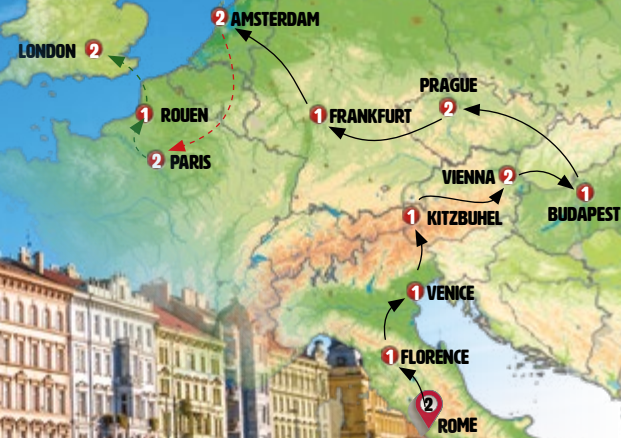 2 AMSTERDAM
LONDON 2
PRAGUE
2
1 ROUEN
1 FRANKFURT
2 PARIS
VIENNA 2
1
BUDAPEST
1 KITZBUHEL
1 VENICE
1 FLORENCE
2
ROME